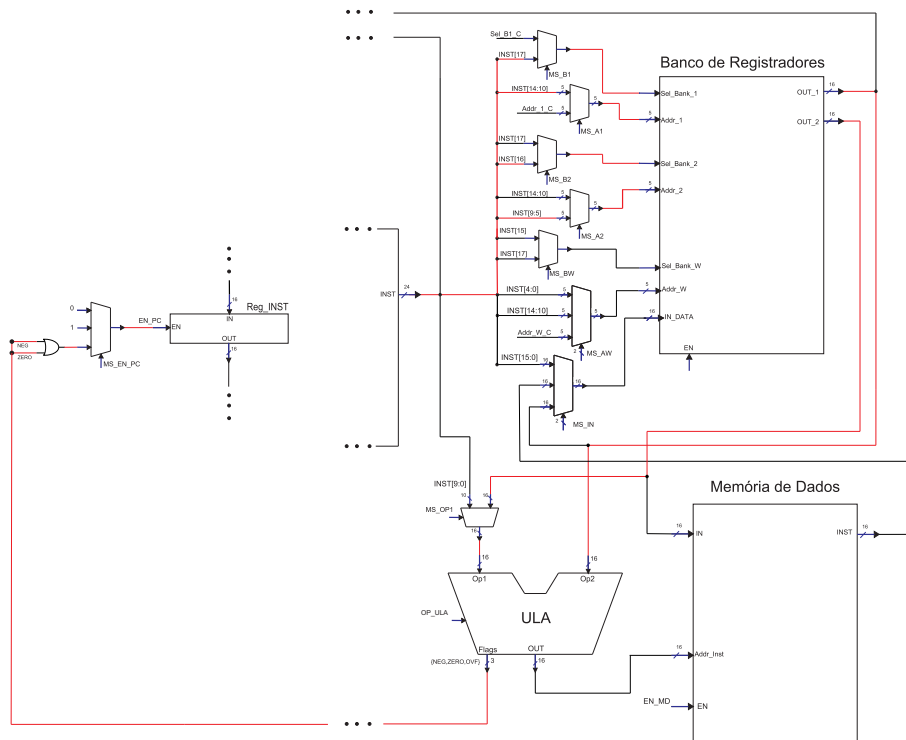 Sel_B1_C
INST[17]
MS_B1
Banco de Registradores
INST[14:10]
5
5
Addr_1_C
5
MS_A1
Sel_Bank_1
5
Addr_1
OUT_1
16
OUT_2
16
INST[17]
INST[16]
MS_B2
Sel_Bank_2
5
Addr_2
INST[14:10]
5
5
INST[9:5]
5
MS_A2
INST[15]
INST[17]
MS_BW
Sel_Bank_W
5
Addr_W
16
IN_DATA
EN
INST
24
INST[4:0]
5
5
INST[14:10]
5
Addr_W_C
5
2
MS_AW
INST[15:0]
16
16
16
16
2
MS_IN
0
1
NEG
ZERO
MS_EN_PC
EN_PC
EN
16
Reg_INST
IN
OUT
16
INST[9:0]
10
16
MS_OP1
16
16
16
Op1
Op2
ULA
OP_ULA
Flags
OUT
(NEG,ZERO,OVF)
3
16
Memória de Dados
16
IN
INST
16
16
Addr_Inst
EN_MD
EN